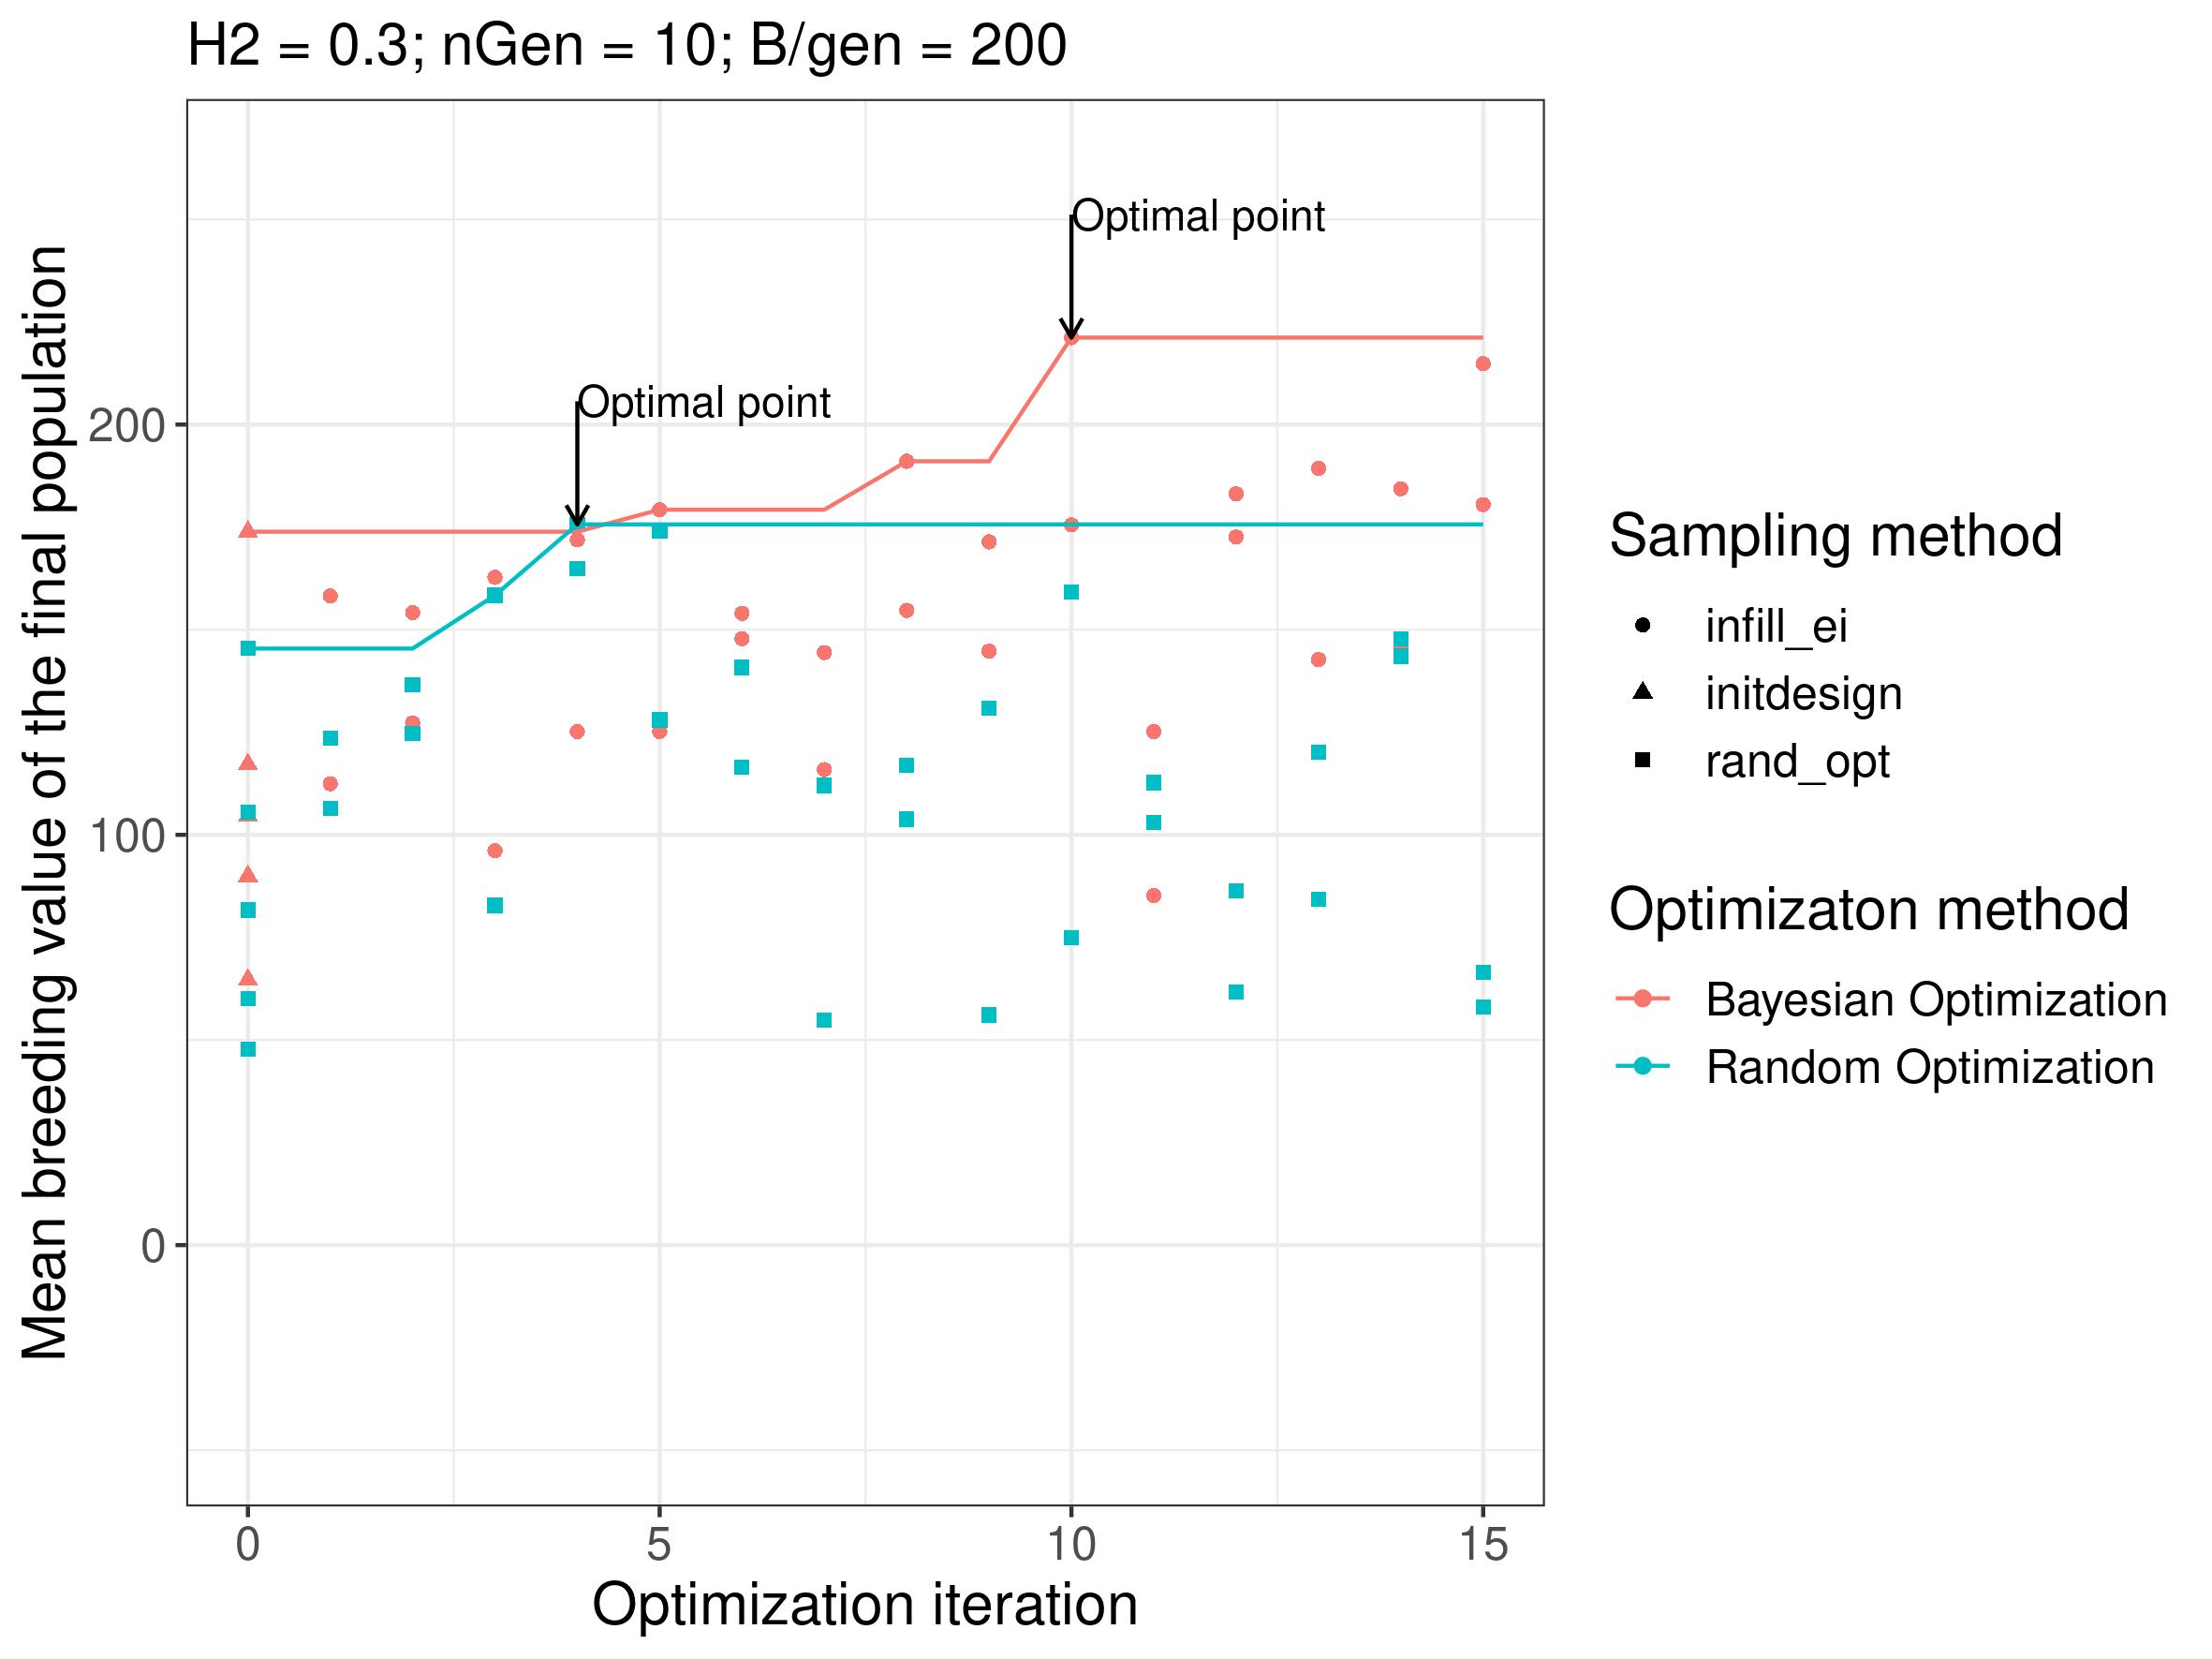 H2 = 0.3; nGen = 10; B/gen = 200
Mean breeding value of the final population
200
100
0
Optimal point
Optimal point
0 5 10 15
Optimization iteration
Sampling method
infill_ei
initdesign
rand_opt
Optimizaton method
Bayesian Optimization
Random Optimization